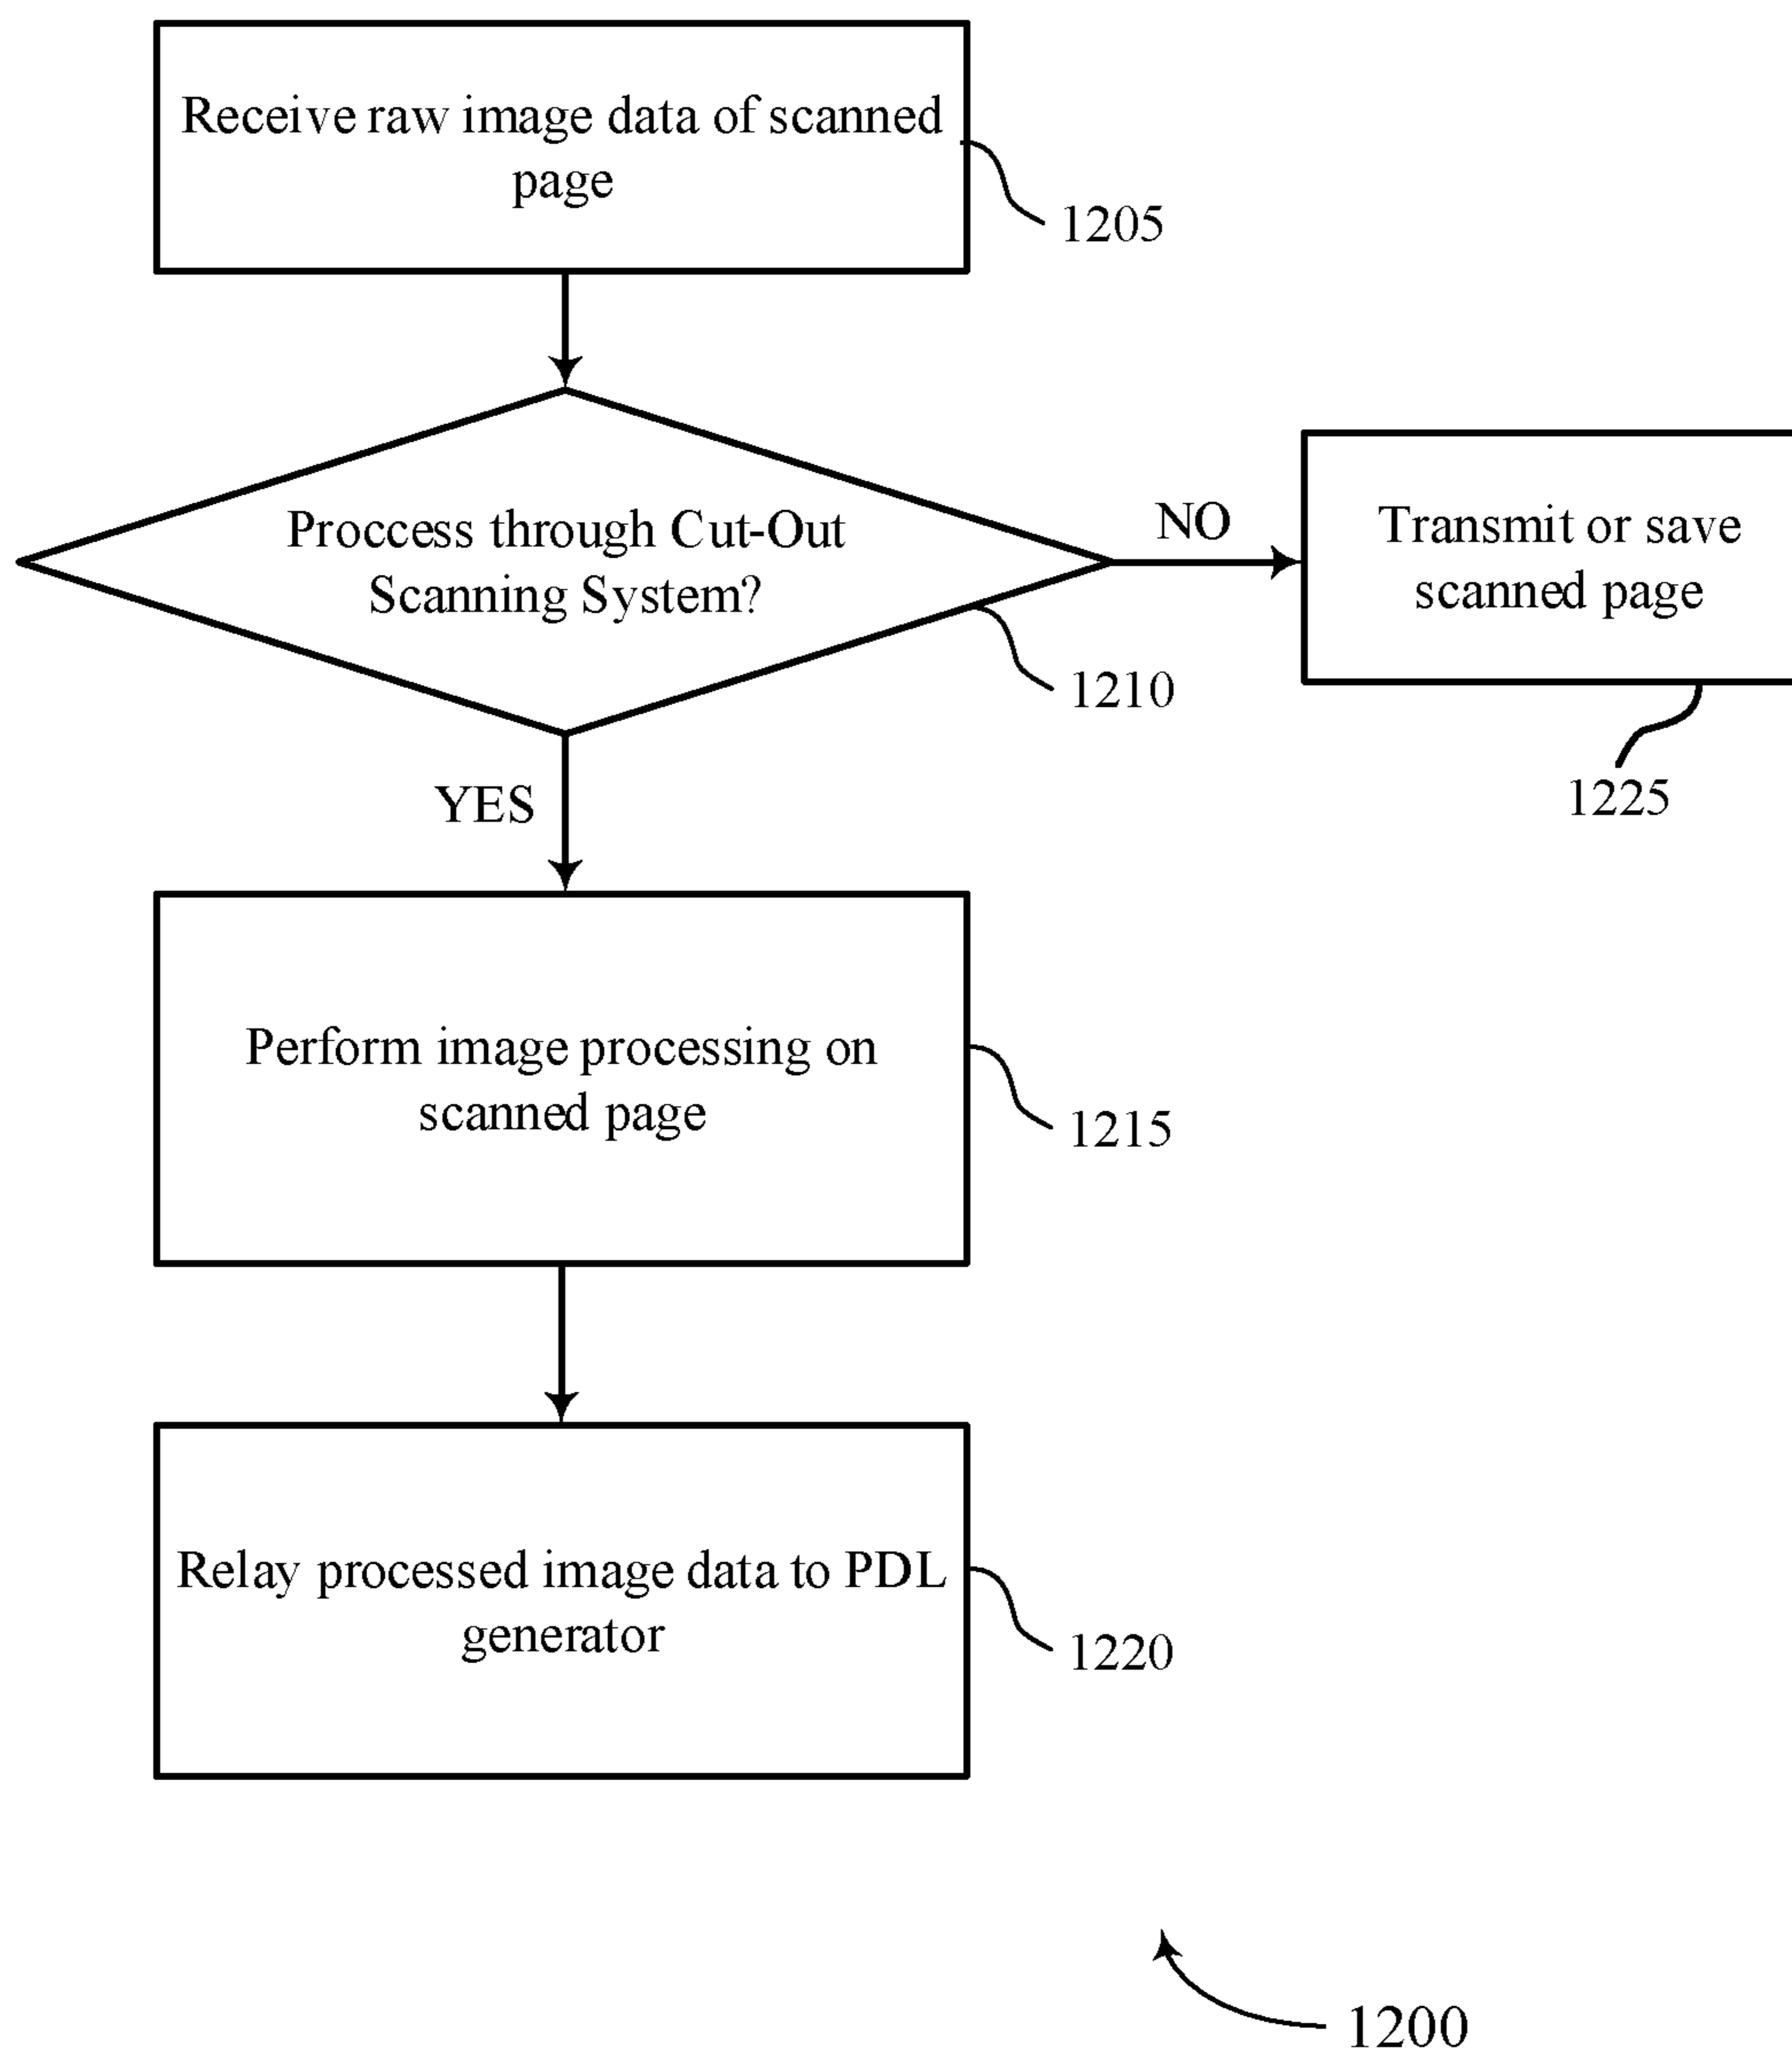 Receive raw image data of scanned
page
1205
Proccess through Cut-Out
Scanning System?
1210
NO
Transmit or save
scanned page
1225
YES
Perform image processing on
scanned page
1215
Relay processed image data to PDL
generator
1220
1200